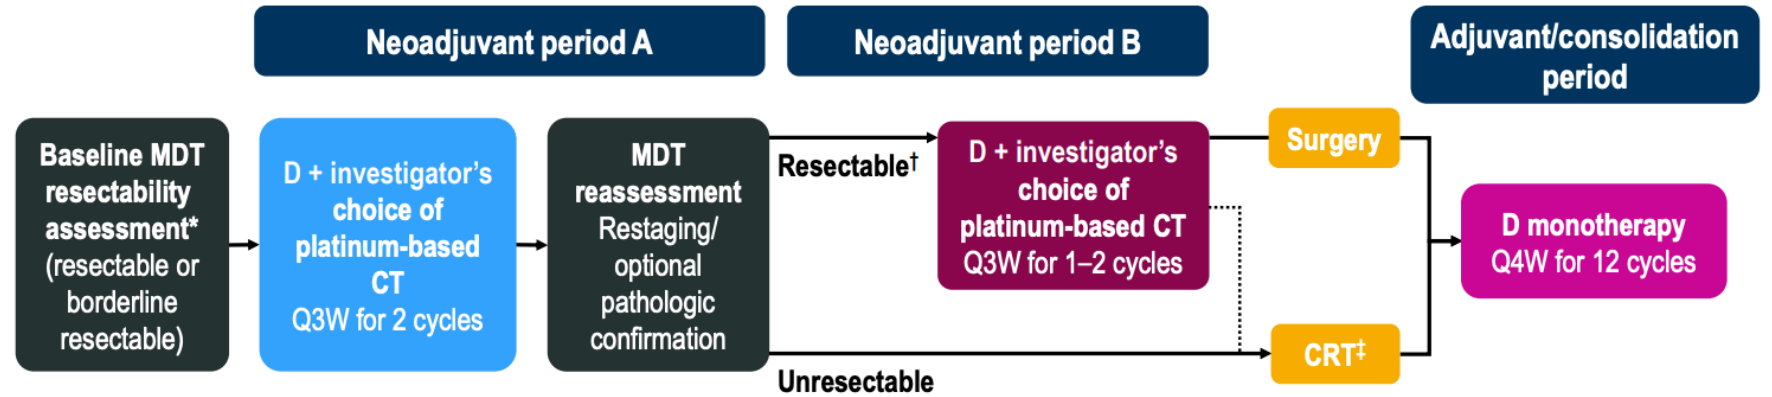 Neoadjuvant period A
Neoadjuvant period B
Adjuvant/consolidation
period
Baseline MDT
resectability
assessment*
(resectable or
borderline
resectable)
D + investigator’s
choice of
platinum-based
CT
Q3W for 2 cycles
MDT
reassessment
Restaging/
optional
pathologic
confirmation
Resectable†
Unresectable
D + investigator’s
choice of
platinum-based CT
Q3W for 1–2 cycles
Surgery
CRT‡
D monotherapy
Q4W for 12 cycles